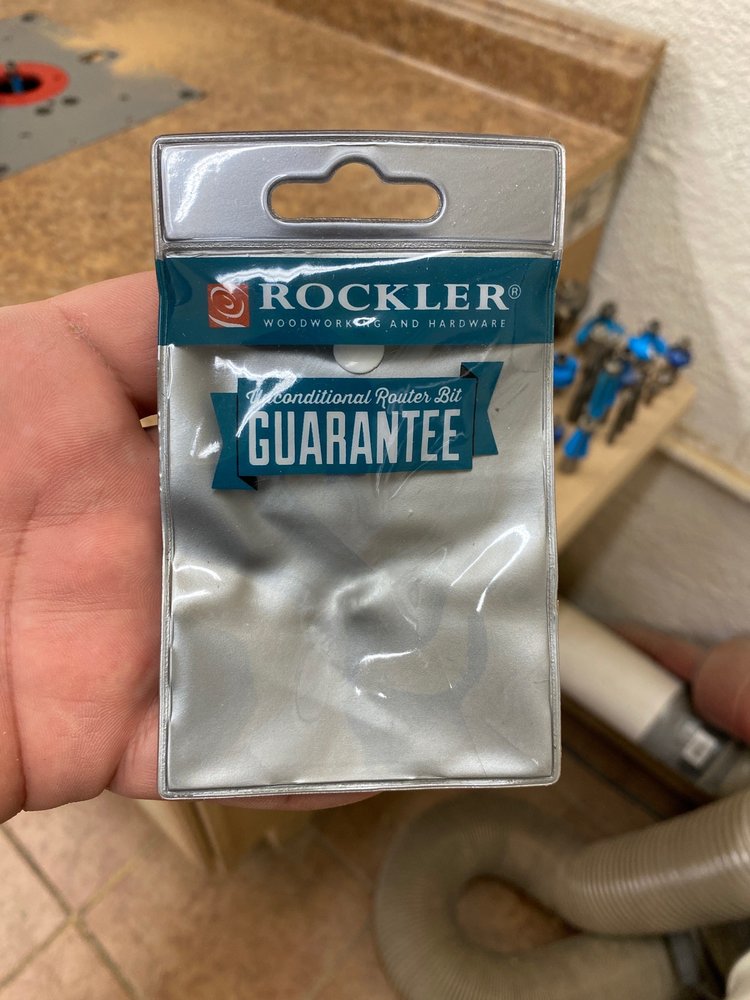 ROCKLER®
WOODWORKING AND HARDWARE
Unconditional Router Bit
GUARANTEE